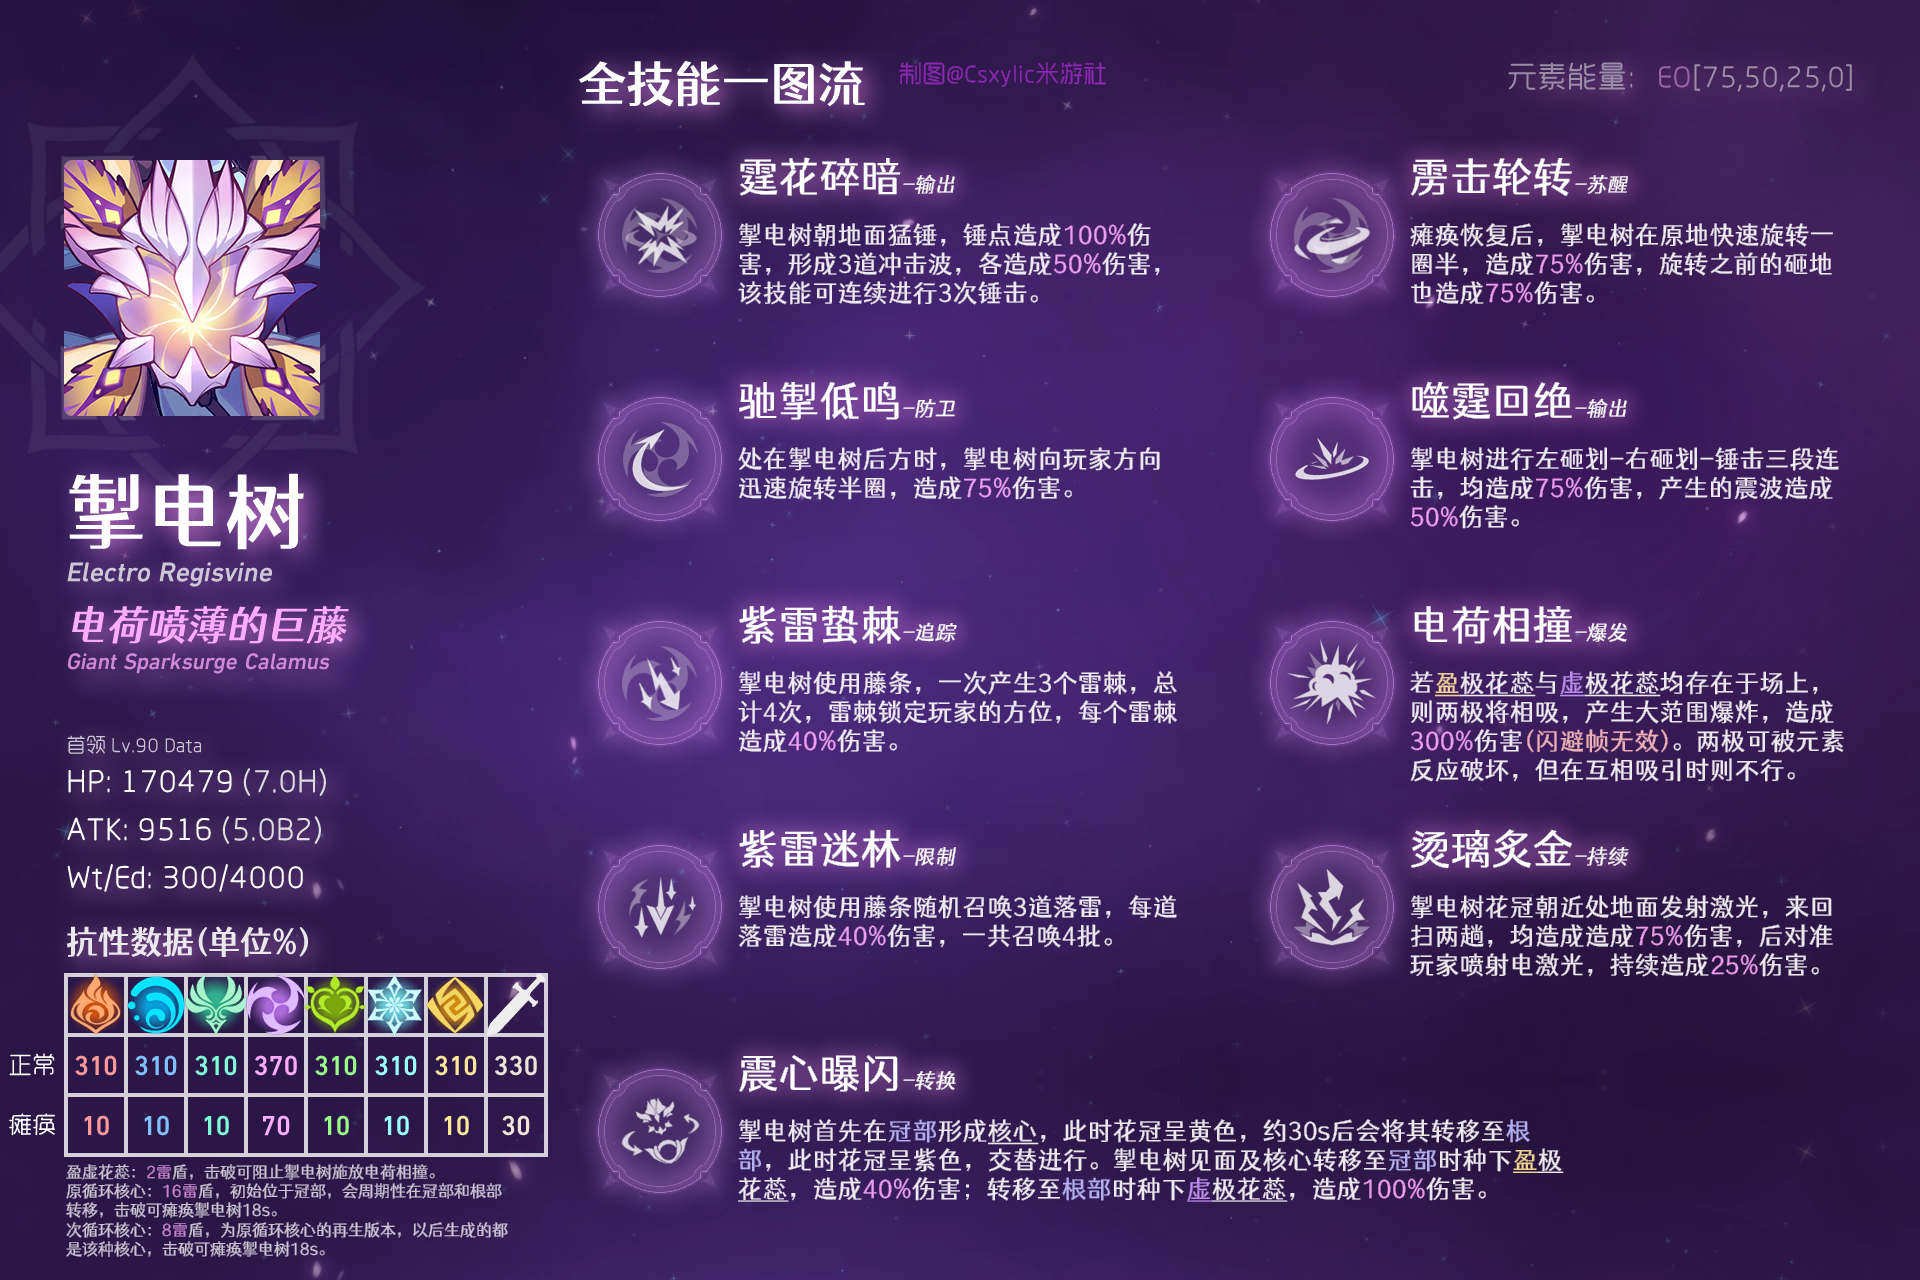 全技能一图流
制图@Csxylic米游社
元素能量： EO[75,50,25,0]
掣电树
Electro Regisvine
电荷喷薄的巨藤
Giant Sparksurge Calamus
首领 Lv.90 Data
HP: 170479 (7.0H)
ATK: 9516 (5.0B2)
Wt/Ed: 300/4000
抗性数据(单位%)
正常 310 310 310 370 310 310 310 330
瘫痪 10 10 10 70 10 10 10 30
盈虚花蕊：2雷盾，击破可阻止掣电树施放电荷相撞。
原循环核心：16雷盾，初始位于冠部，会周期性在冠部和根部
转移，击破可瘫痪掣电树18s。
次循环核心：8雷盾，为原循环核心的再生版本，以后生成的都
是该种核心，击破可瘫痪掣电树18s。
霆花碎暗-输出
掣电树朝地面猛锤，锤点造成100%伤
害，形成3道冲击波，各造成50%伤害，
该技能可连续进行3次锤击。
雳击轮转-苏醒
瘫痪恢复后，掣电树在原地快速旋转一
圈半，造成75%伤害，旋转之前的砸地
也造成75%伤害。
驰掣低鸣-防卫
处在掣电树后方时，掣电树向玩家方向
迅速旋转半圈，造成75%伤害。
噬霆回绝-输出
掣电树进行左砸划-右砸划-锤击三段连
击，均造成75%伤害，产生的震波造成
50%伤害。
紫雷蛰棘-追踪
掣电树使用藤条，一次产生3个雷棘，总
计4次，雷棘锁定玩家的方位，每个雷棘
造成40%伤害。
电荷相撞-爆发
若盈极花蕊与虚极花蕊均存在于场上，
则两极将相吸，产生大范围爆炸，造成
300%伤害(闪避帧无效)。两极可被元素
反应破坏，但在互相吸引时则不行。
紫雷迷林-限制
掣电树使用藤条随机召唤3道落雷，每道
落雷造成40%伤害，一共召唤4批。
烫璃炙金-持续
掣电树花冠朝近处地面发射激光，来回
扫两趟，均造成造成75%伤害，后对准
玩家喷射电激光，持续造成25%伤害。
震心曝闪-转换
掣电树首先在冠部形成核心，此时花冠呈黄色，约30s后会将其转移至根
部，此时花冠呈紫色，交替进行。掣电树见面及核心转移至冠部时种下盈极
花蕊，造成40%伤害；转移至根部时种下虚极花蕊，造成100%伤害。